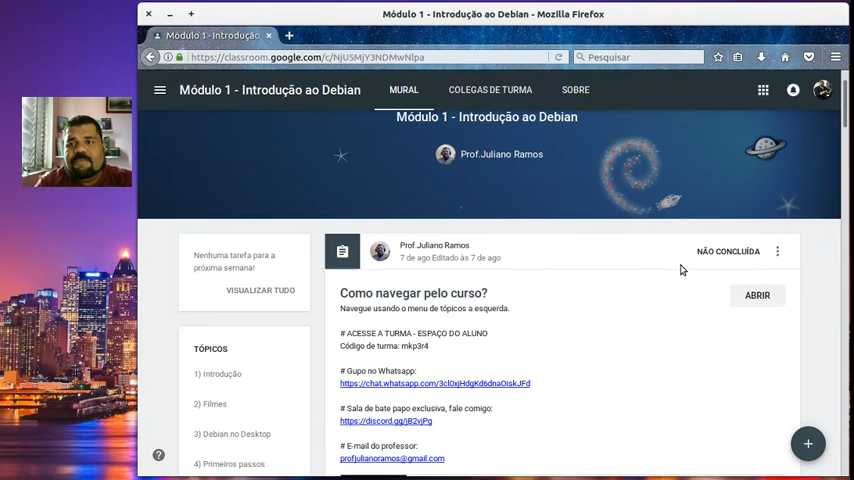 Módulo 1 - Introdução ao Debian - Mozilla Firefox
Módulo 1 - Introdução
https://classroom.google.com/c/NjU5MjY3NDMwNlpa
Pesquisar
Módulo 1 - Introdução ao Debian
MURAL
COLEGAS DE TURMA
SOBRE
Módulo 1 - Introdução ao Debian
Prof.Juliano Ramos
Nenhuma tarefa para a
próxima semana!
VISUALIZAR TUDO
TÓPICOS
1) Introdução
2) Filmes
3) Debian no Desktop
4) Primeiros passos
Prof.Juliano Ramos
7 de ago Editado às 7 de ago
NÃO CONCLUÍDA
Como navegar pelo curso?
ABRIR
Navegue usando o menu de tópicos a esquerda.
# ACESSE A TURMA - ESPAÇO DO ALUNO
Código de turma: mkp3r4
# Gupo no Whatsapp:
https://chat.whatsapp.com/3cl0xjHdgKd6dnaOiskJFd
# Sala de bate papo exclusiva, fale comigo:
https://discord.gg/jB2vjPg
# E-mail do professor:
profjulianoramos@gmail.com